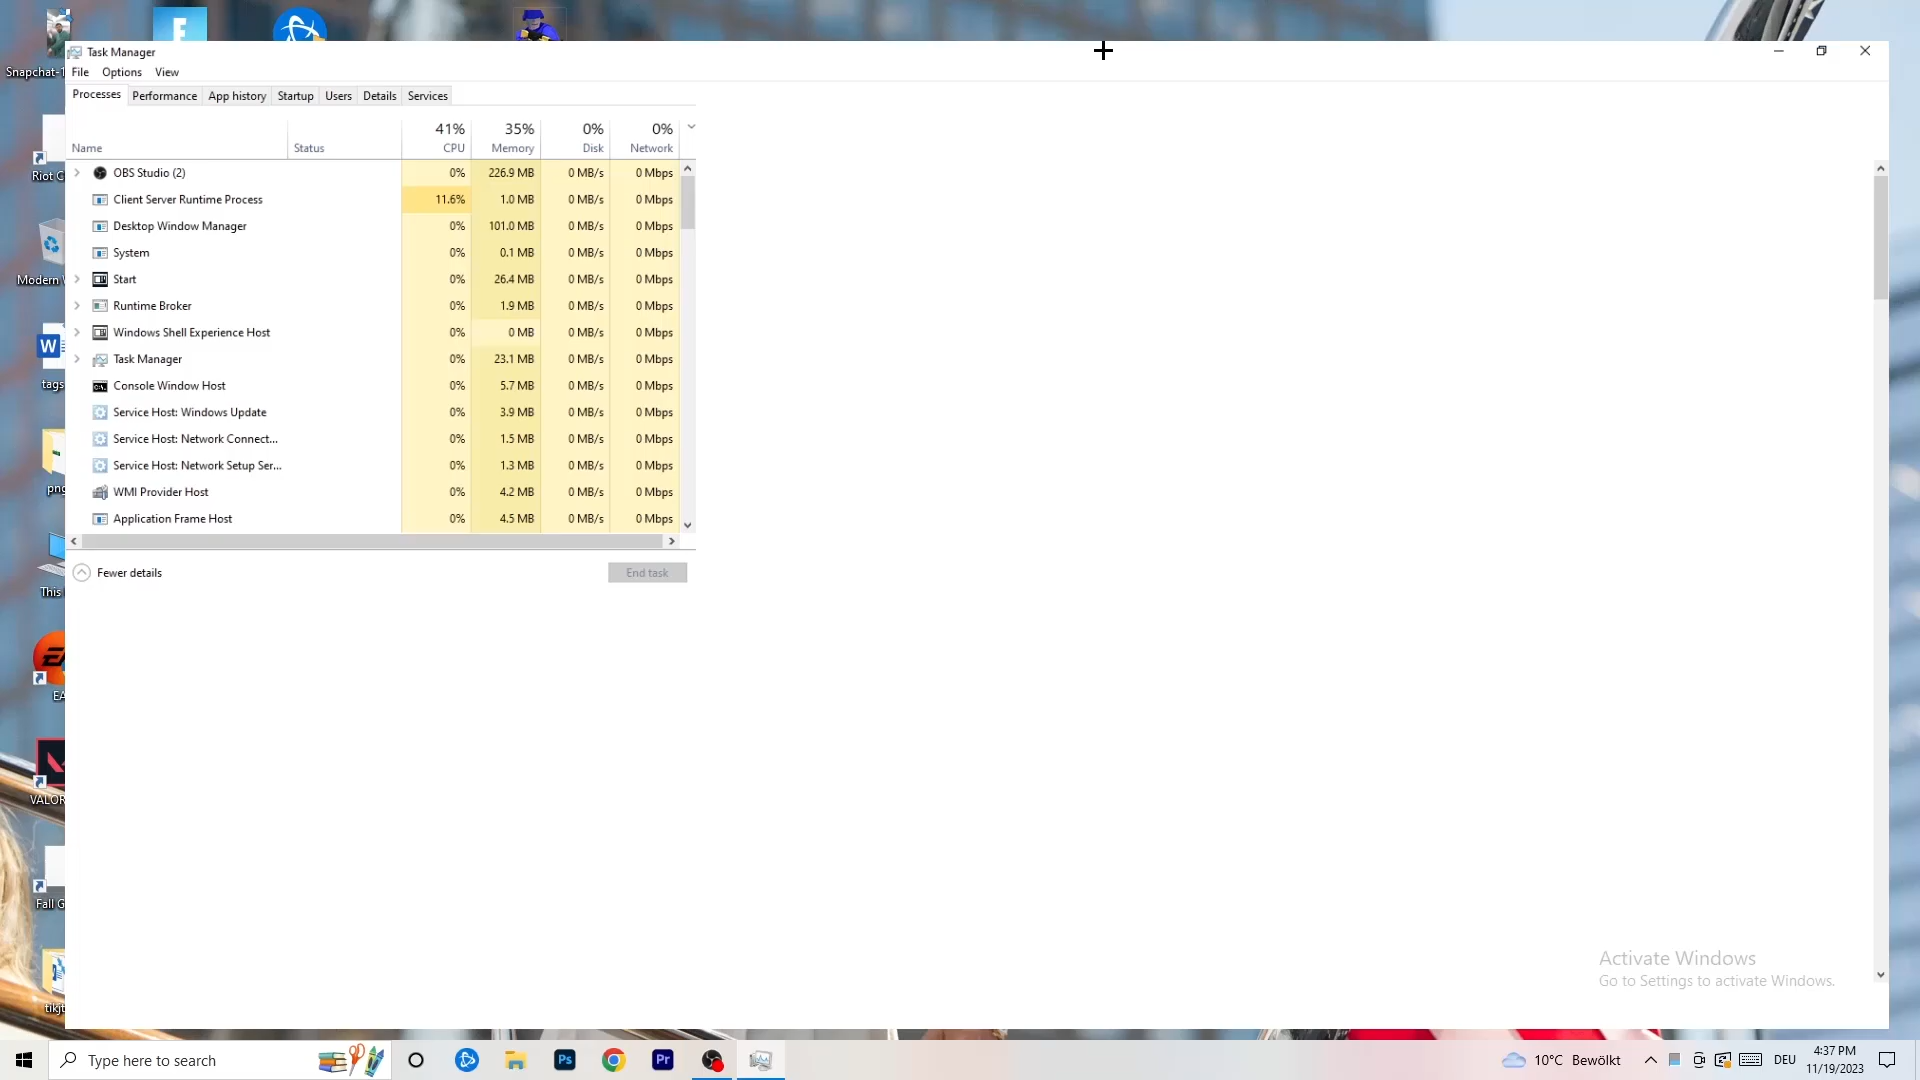 Snapchat-1
Task Manager
File Options View
Processes Performance App history Startup Users Details Services
41% 35% 0% 0%
Name Status CPU Memory Disk Network
OBS Studio (2) 0% 226.9 MB 0 MB/s 0 Mbps
Client Server Runtime Process 11.6% 1.0 MB 0 MB/s 0 Mbps
Desktop Window Manager 0% 101.0 MB 0 MB/s 0 Mbps
System 0% 0.1 MB 0 MB/s 0 Mbps
Start 0% 26.4 MB 0 MB/s 0 Mbps
Runtime Broker 0% 1.9 MB 0 MB/s 0 Mbps
Windows Shell Experience Host 0% 0 MB 0 MB/s 0 Mbps
Task Manager 0% 23.1 MB 0 MB/s 0 Mbps
Console Window Host 0% 5.7 MB 0 MB/s 0 Mbps
Service Host: Windows Update 0% 3.9 MB 0 MB/s 0 Mbps
Service Host: Network Connect... 0% 1.5 MB 0 MB/s 0 Mbps
Service Host: Network Setup Ser... 0% 1.3 MB 0 MB/s 0 Mbps
WMI Provider Host 0% 4.2 MB 0 MB/s 0 Mbps
Application Frame Host 0% 4.5 MB 0 MB/s 0 Mbps
Fewer details End task
Riot C
Modern
W
tags
png
This
EA
VALOR
Fall G
tikt
Activate Windows
Go to Settings to activate Windows.
Type here to search
Ps
Pr
10°C Bewölkt
DEU
4:37 PM
11/19/2023